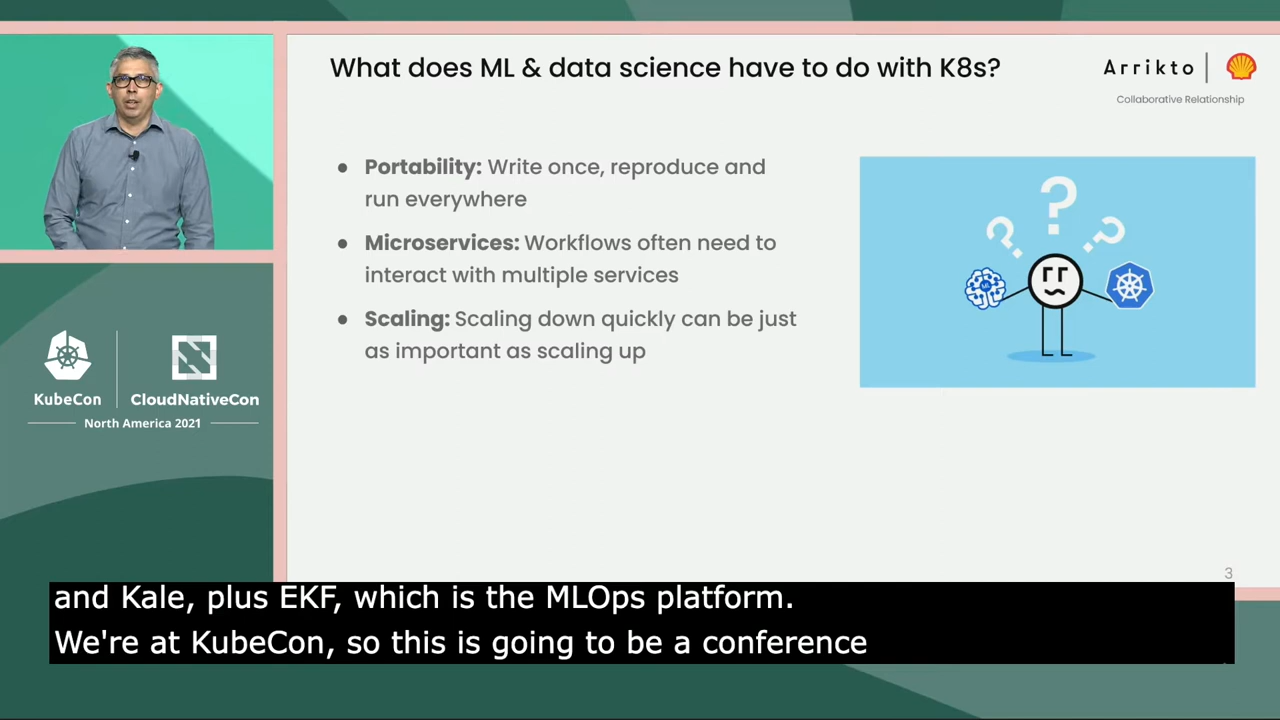 What does ML & data science have to do with K8s?
Arrikto
Collaborative Relationship
● Portability: Write once, reproduce and
run everywhere
● Microservices: Workflows often need to
interact with multiple services
● Scaling: Scaling down quickly can be just
as important as scaling up
? ? ?
ML
KubeCon
CloudNativeCon
North America 2021
3
and Kale, plus EKF, which is the MLOps platform.
We're at KubeCon, so this is going to be a conference